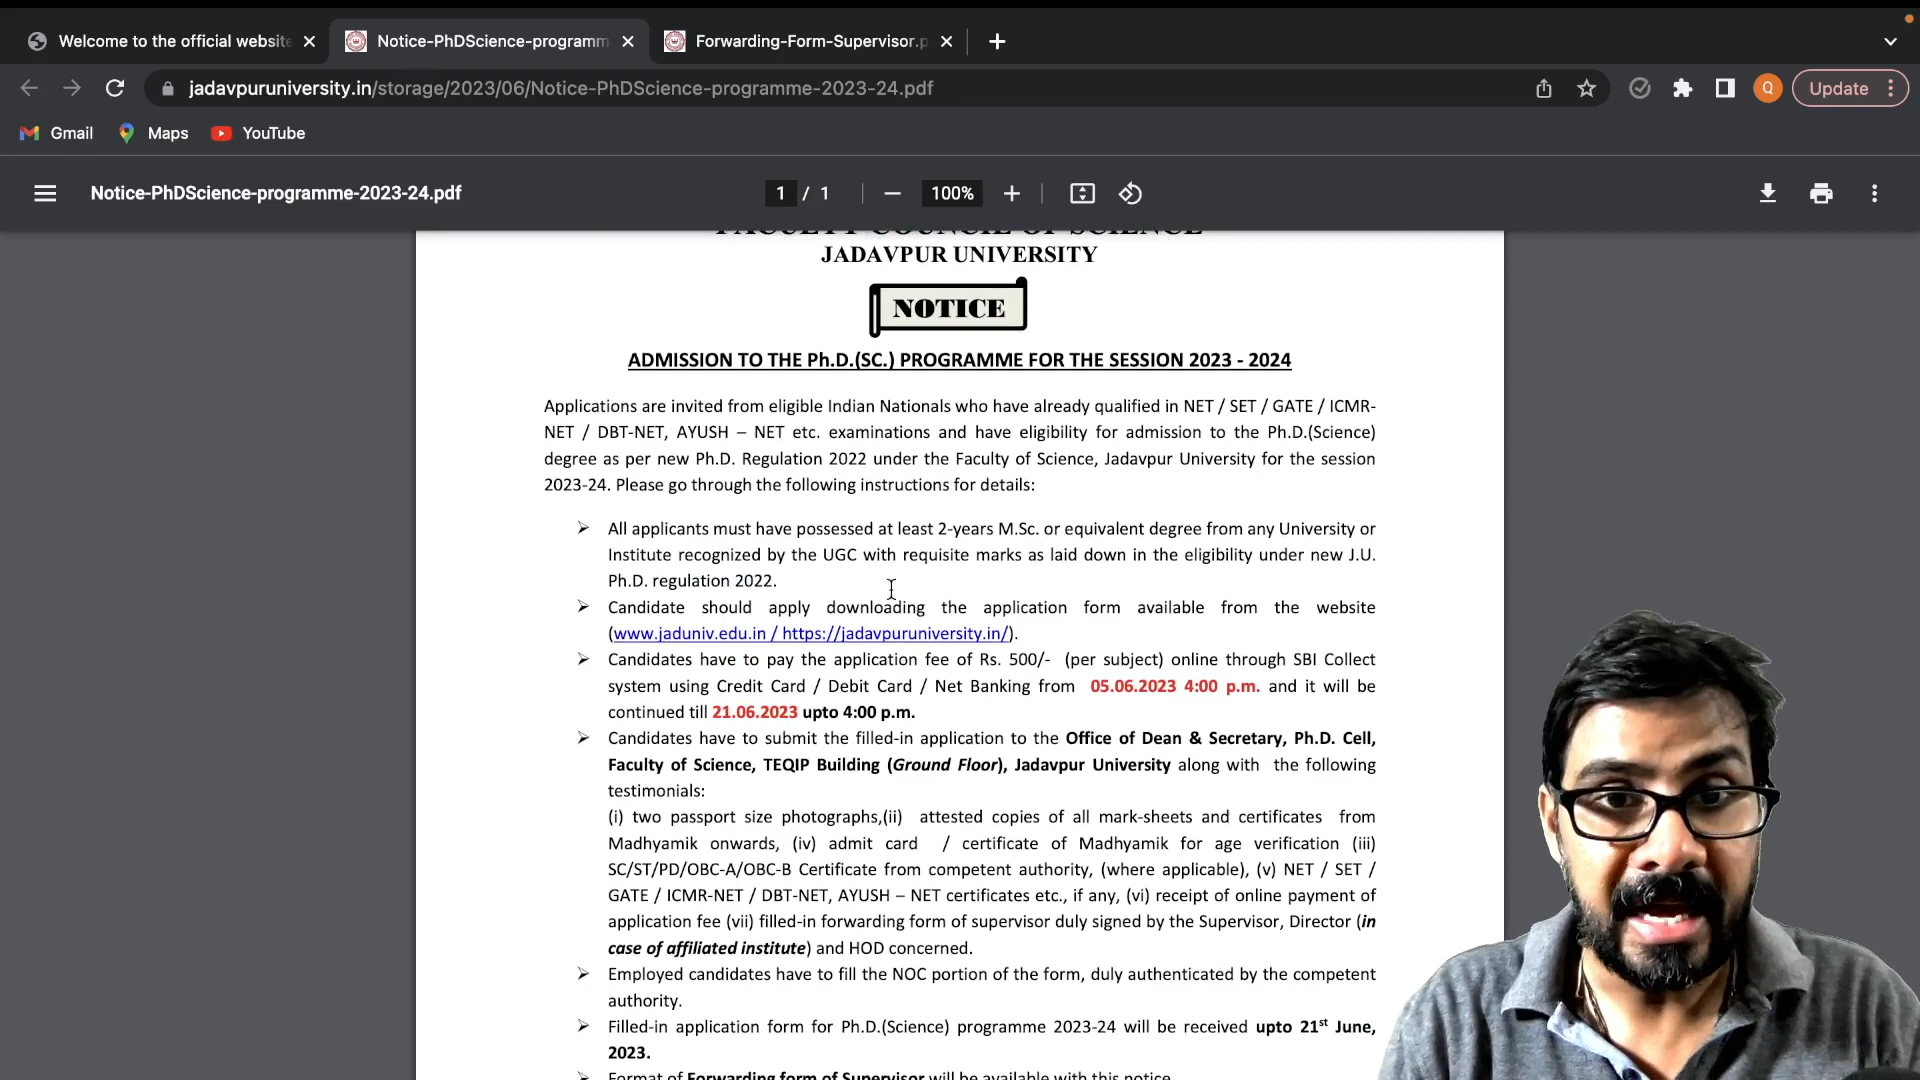 Welcome to the official website
Notice-PhDScience-programm
Forwarding-Form-Supervisor.p
jadavpuruniversity.in/storage/2023/06/Notice-PhDScience-programme-2023-24.pdf
Q
Update
Gmail
Maps
YouTube
Notice-PhDScience-programme-2023-24.pdf
1 / 1
100%
FACULTY COUNCIL OF SCIENCE
JADAVPUR UNIVERSITY
NOTICE
ADMISSION TO THE Ph.D.(SC.) PROGRAMME FOR THE SESSION 2023 - 2024
Applications are invited from eligible Indian Nationals who have already qualified in NET / SET / GATE / ICMR-
NET / DBT-NET, AYUSH – NET etc. examinations and have eligibility for admission to the Ph.D.(Science)
degree as per new Ph.D. Regulation 2022 under the Faculty of Science, Jadavpur University for the session
2023-24. Please go through the following instructions for details:
➢ All applicants must have possessed at least 2-years M.Sc. or equivalent degree from any University or
Institute recognized by the UGC with requisite marks as laid down in the eligibility under new J.U.
Ph.D. regulation 2022.
➢ Candidate should apply downloading the application form available from the website
(www.jaduniv.edu.in / https://jadavpuruniversity.in/).
➢ Candidates have to pay the application fee of Rs. 500/- (per subject) online through SBI Collect
system using Credit Card / Debit Card / Net Banking from 05.06.2023 4:00 p.m. and it will be
continued till 21.06.2023 upto 4:00 p.m.
➢ Candidates have to submit the filled-in application to the Office of Dean & Secretary, Ph.D. Cell,
Faculty of Science, TEQIP Building (Ground Floor), Jadavpur University along with the following
testimonials:
(i) two passport size photographs,(ii) attested copies of all mark-sheets and certificates from
Madhyamik onwards, (iv) admit card / certificate of Madhyamik for age verification (iii)
SC/ST/PD/OBC-A/OBC-B Certificate from competent authority, (where applicable), (v) NET / SET /
GATE / ICMR-NET / DBT-NET, AYUSH – NET certificates etc., if any, (vi) receipt of online payment of
application fee (vii) filled-in forwarding form of supervisor duly signed by the Supervisor, Director (in
case of affiliated institute) and HOD concerned.
➢ Employed candidates have to fill the NOC portion of the form, duly authenticated by the competent
authority.
➢ Filled-in application form for Ph.D.(Science) programme 2023-24 will be received upto 21st June,
2023.
➢ Format of Forwarding form of Supervisor will be available with this notice.